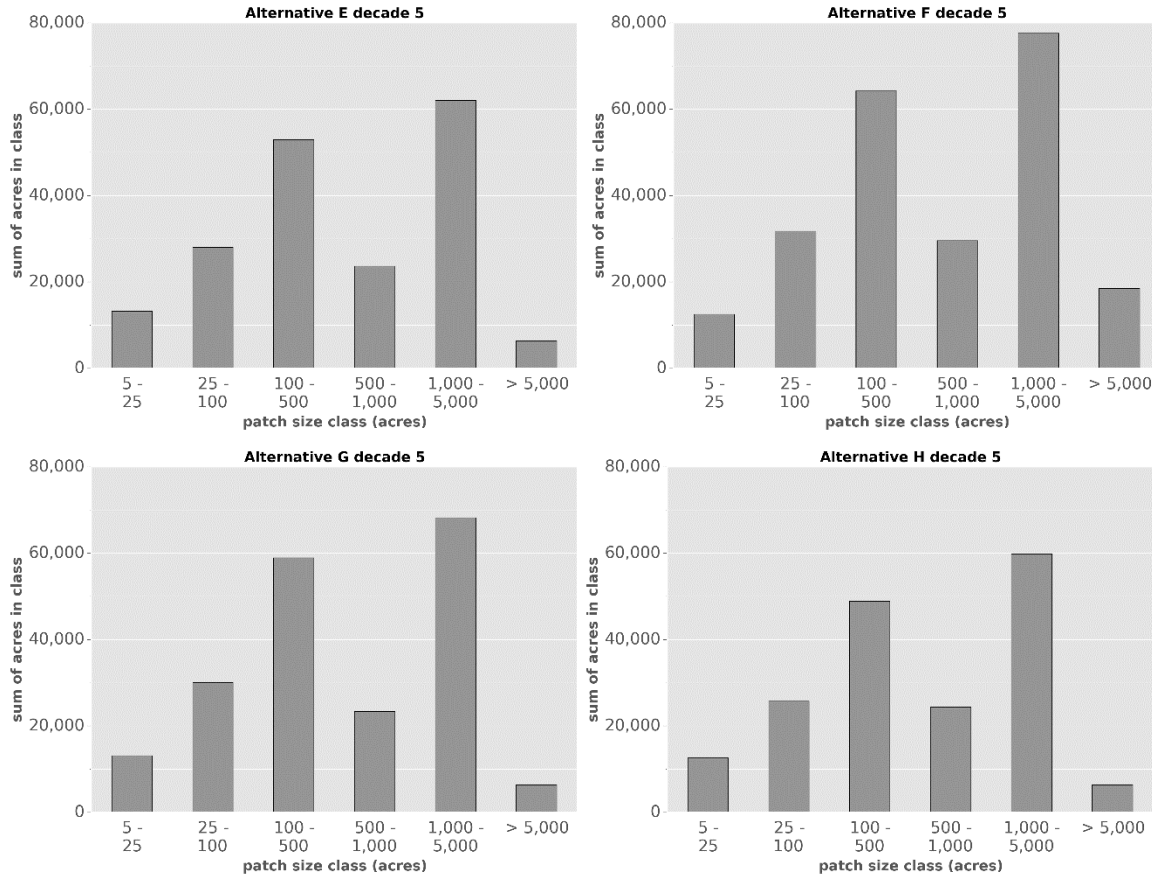 Alternative E decade 5
80,000
60,000
40,000
20,000
0
sum of acres in class
5 - 25 - 100 - 500 - 1,000 - > 5,000
25 100 500 1,000 5,000
patch size class (acres)
Alternative F decade 5
80,000
60,000
40,000
20,000
0
sum of acres in class
5 - 25 - 100 - 500 - 1,000 - > 5,000
25 100 500 1,000 5,000
patch size class (acres)
Alternative G decade 5
80,000
60,000
40,000
20,000
0
sum of acres in class
5 - 25 - 100 - 500 - 1,000 - > 5,000
25 100 500 1,000 5,000
patch size class (acres)
Alternative H decade 5
80,000
60,000
40,000
20,000
0
sum of acres in class
5 - 25 - 100 - 500 - 1,000 - > 5,000
25 100 500 1,000 5,000
patch size class (acres)